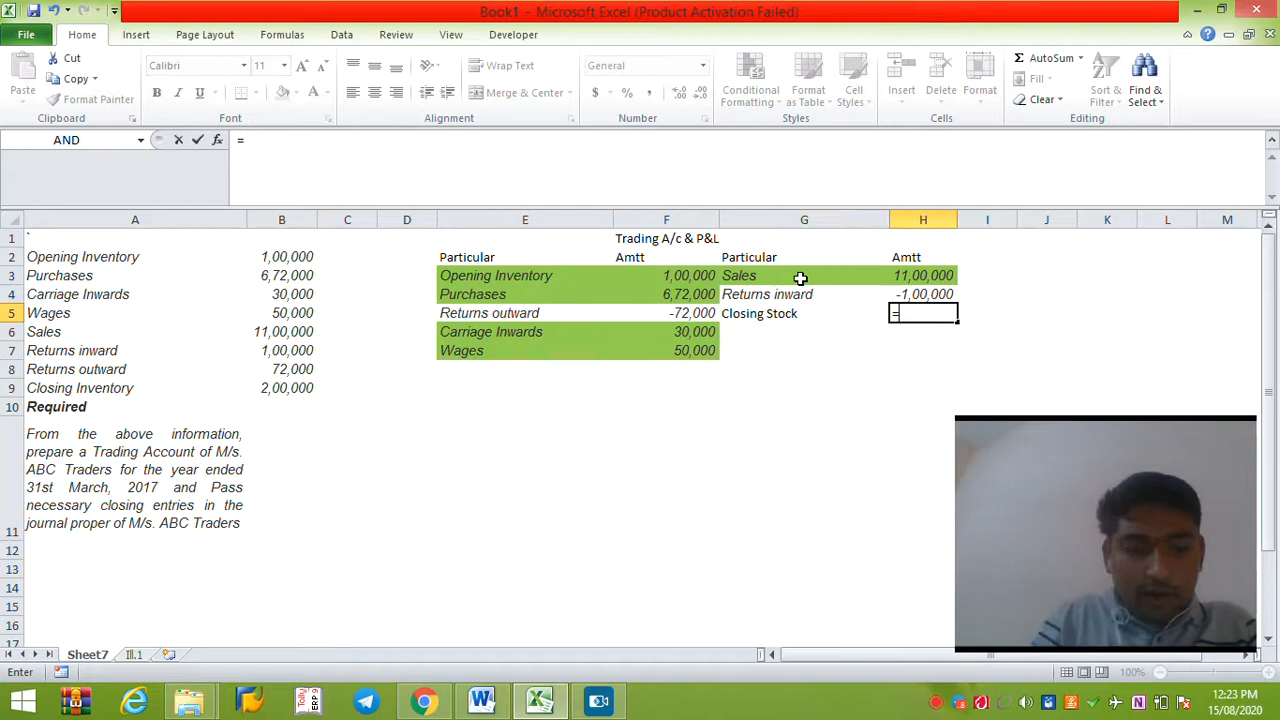 Book1 - Microsoft Excel (Product Activation Failed)
File Home Insert Page Layout Formulas Data Review View Developer
Paste Cut Copy Format Painter
Calibri 11 General
B I U
Wrap Text
Merge & Center
$ % ,
Conditional Formatting Format as Table Cell Styles
Insert Delete Format
Σ AutoSum
Fill
Clear
Sort & Filter Find & Select
Clipboard Font Alignment Number Styles Cells Editing
AND fx =
A B C D E F G H I J K L M
1 ` Trading A/c & P&L
2 Opening Inventory 1,00,000 Particular Amtt Particular Amtt
3 Purchases 6,72,000 Opening Inventory 1,00,000 Sales 11,00,000
4 Carriage Inwards 30,000 Purchases 6,72,000 Returns inward -1,00,000
5 Wages 50,000 Returns outward -72,000 Closing Stock =
6 Sales 11,00,000 Carriage Inwards 30,000
7 Returns inward 1,00,000 Wages 50,000
8 Returns outward 72,000
9 Closing Inventory 2,00,000
10 Required
From the above information,
prepare a Trading Account of M/s.
ABC Traders for the year ended
31st March, 2017 and Pass
necessary closing entries in the
11 journal proper of M/s. ABC Traders
12
13
14
15
16
17
Sheet7 Ill.1
Enter 100%
12:23 PM
15/08/2020